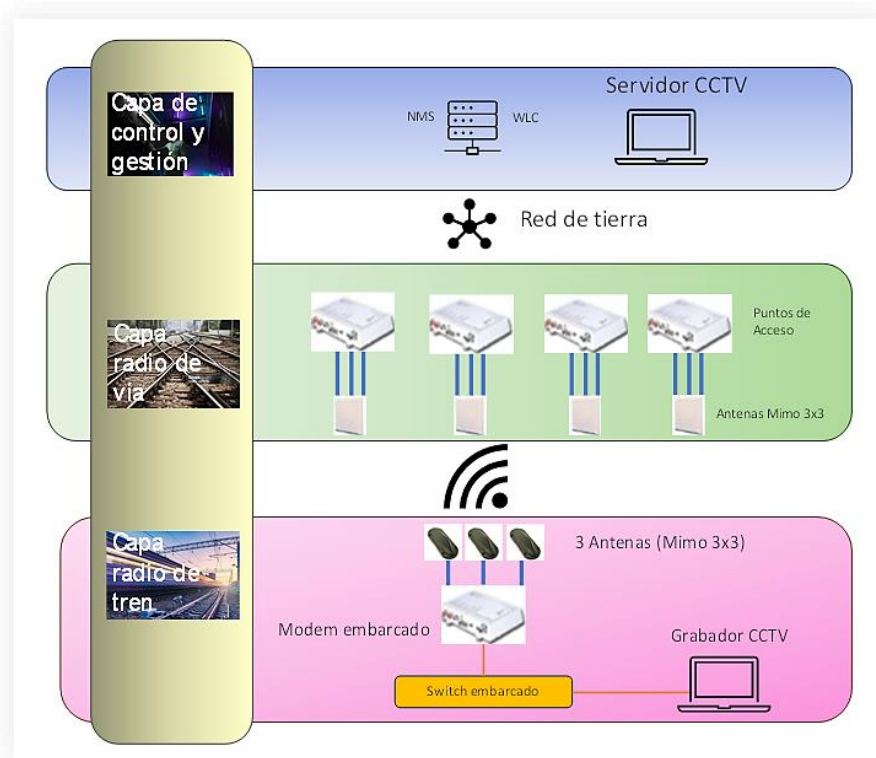 Capa de
control y
gestión
NMS
WLC
Servidor CCTV
Red de tierra
Capa
radio de
via
Puntos de
Acceso
Antenas Mimo 3x3
Capa
radio de
tren
3 Antenas (Mimo 3x3)
Modem embarcado
Grabador CCTV
Switch embarcado